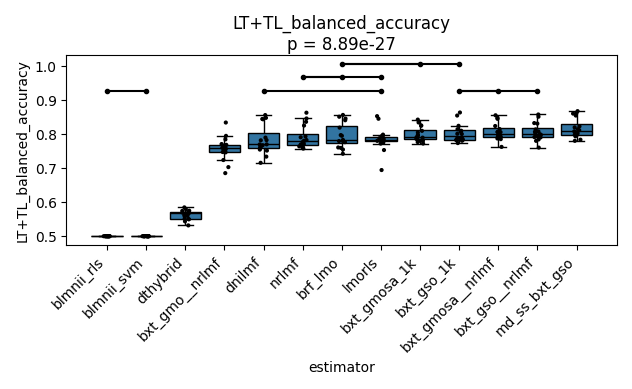 LT+TL_balanced_accuracy
p = 8.89e-27
LT+TL_balanced_accuracy
1.0
0.9
0.8
0.7
0.6
0.5
blmnii_rls
blmnii_svm
dthybrid
bxt_gmo__nrlmf
dnilmf
nrlmf
brf_lmo
lmorls
bxt_gmosa_1k
bxt_gso_1k
bxt_gmosa__nrlmf
bxt_gso__nrlmf
md_ss_bxt_gso
estimator